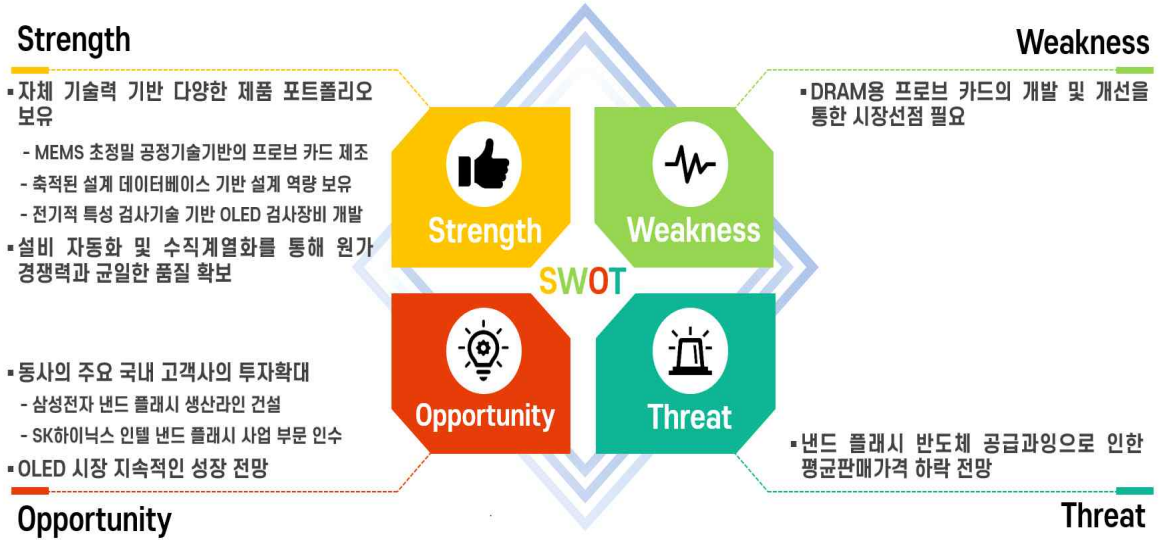 Strength
▪자체 기술력 기반 다양한 제품 포트폴리오
보유
- MEMS 초정밀 공정기술기반의 프로브 카드 제조
- 축적된 설계 데이터베이스 기반 설계 역량 보유
- 전기적 특성 검사기술 기반 OLED 검사장비 개발
▪설비 자동화 및 수직계열화를 통해 원가
경쟁력과 균일한 품질 확보
Weakness
▪DRAM용 프로브 카드의 개발 및 개선을
통한 시장선점 필요
Strength
Weakness
SWOT
Opportunity
Threat
▪동사의 주요 국내 고객사의 투자확대
- 삼성전자 낸드 플래시 생산라인 건설
- SK하이닉스 인텔 낸드 플래시 사업 부문 인수
▪OLED 시장 지속적인 성장 전망
Opportunity
▪낸드 플래시 반도체 공급과잉으로 인한
평균판매가격 하락 전망
Threat